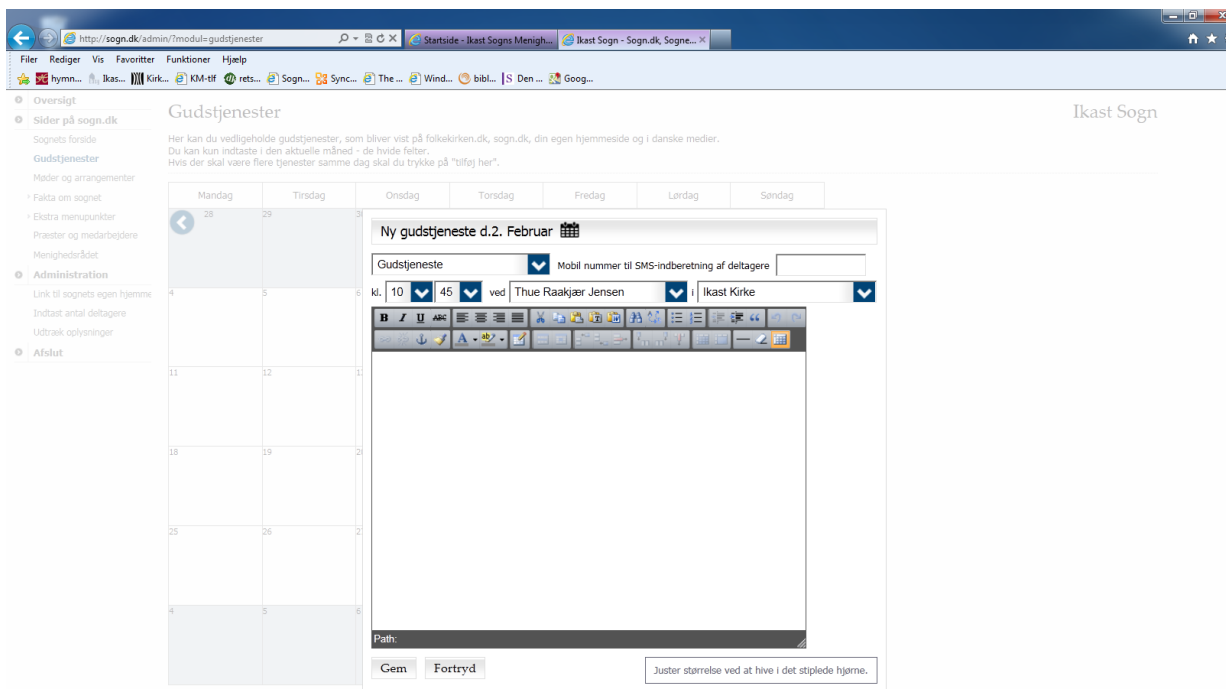 http://sogn.dk/admin/?modul=gudstjenester
Startside - Ikast Sogns Menigh...
Ikast Sogn - Sogn.dk, Sogne...
Filer Rediger Vis Favoritter Funktioner Hjælp
hymn... Ikas... Kirk... KM-tlf rets... Sogn... Sync... The ... Wind... bibl... Den ... Goog...
Oversigt
Sider på sogn.dk
Sognets forside
Gudstjenester
Møder og arrangementer
Fakta om sognet
Ekstra menupunkter
Præster og medarbejdere
Menighedsrådet
Administration
Link til sognets egen hjemme
Indtast antal deltagere
Udtræk oplysninger
Afslut
Gudstjenester
Ikast Sogn
Her kan du vedligeholde gudstjenester, som bliver vist på folkekirken.dk, sogn.dk, din egen hjemmeside og i danske medier.
Du kan kun indtaste i den aktuelle måned - de hvide felter.
Hvis der skal være flere tjenester samme dag skal du trykke på "tilføj her".
Mandag Tirsdag Onsdag Torsdag Fredag Lørdag Søndag
28 29
4 5 6
11 12
18 19
25 26
4 5 6
Ny gudstjeneste d.2. Februar
Gudstjeneste Mobil nummer til SMS-indberetning af deltagere
kl. 10 45 ved Thue Raakjær Jensen i Ikast Kirke
B I U ABC
A ab
Path:
Gem Fortryd
Juster størrelse ved at hive i det stiplede hjørne.